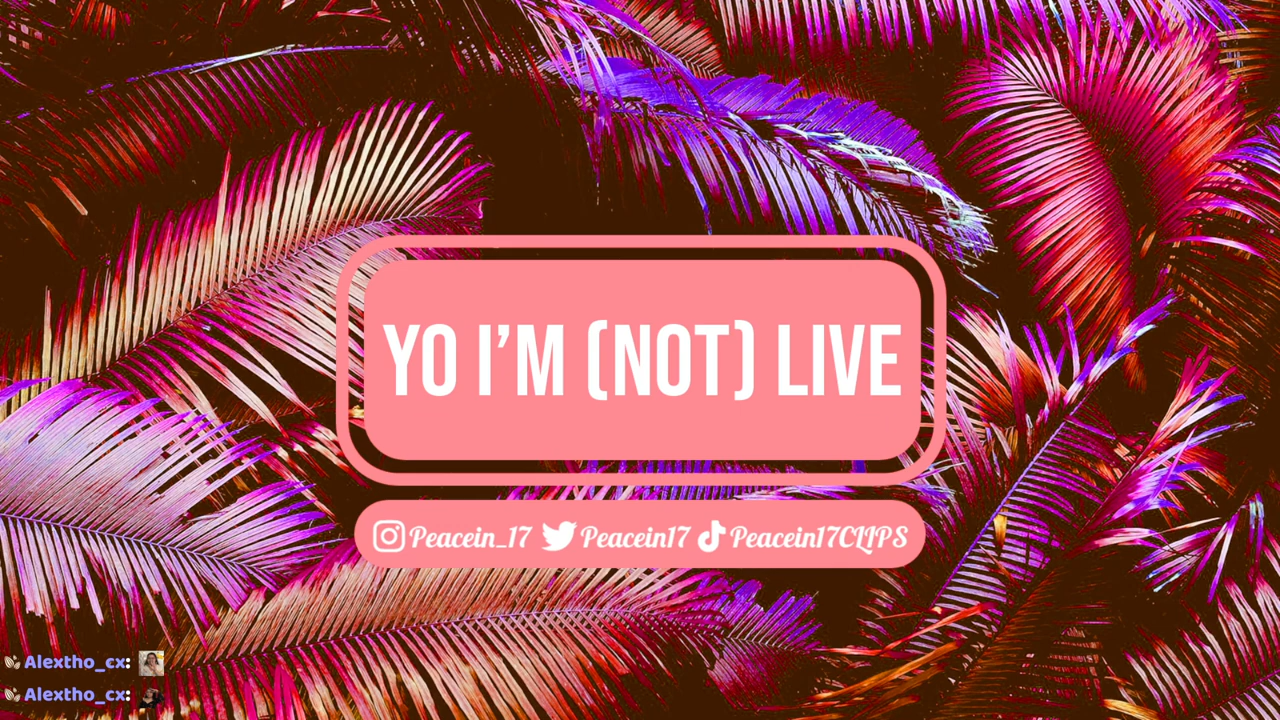 YO I'M (NOT) LIVE
Peacein_17 Peacein17 Peacein17CLIPS
Alextho_cx:
Alextho_cx: